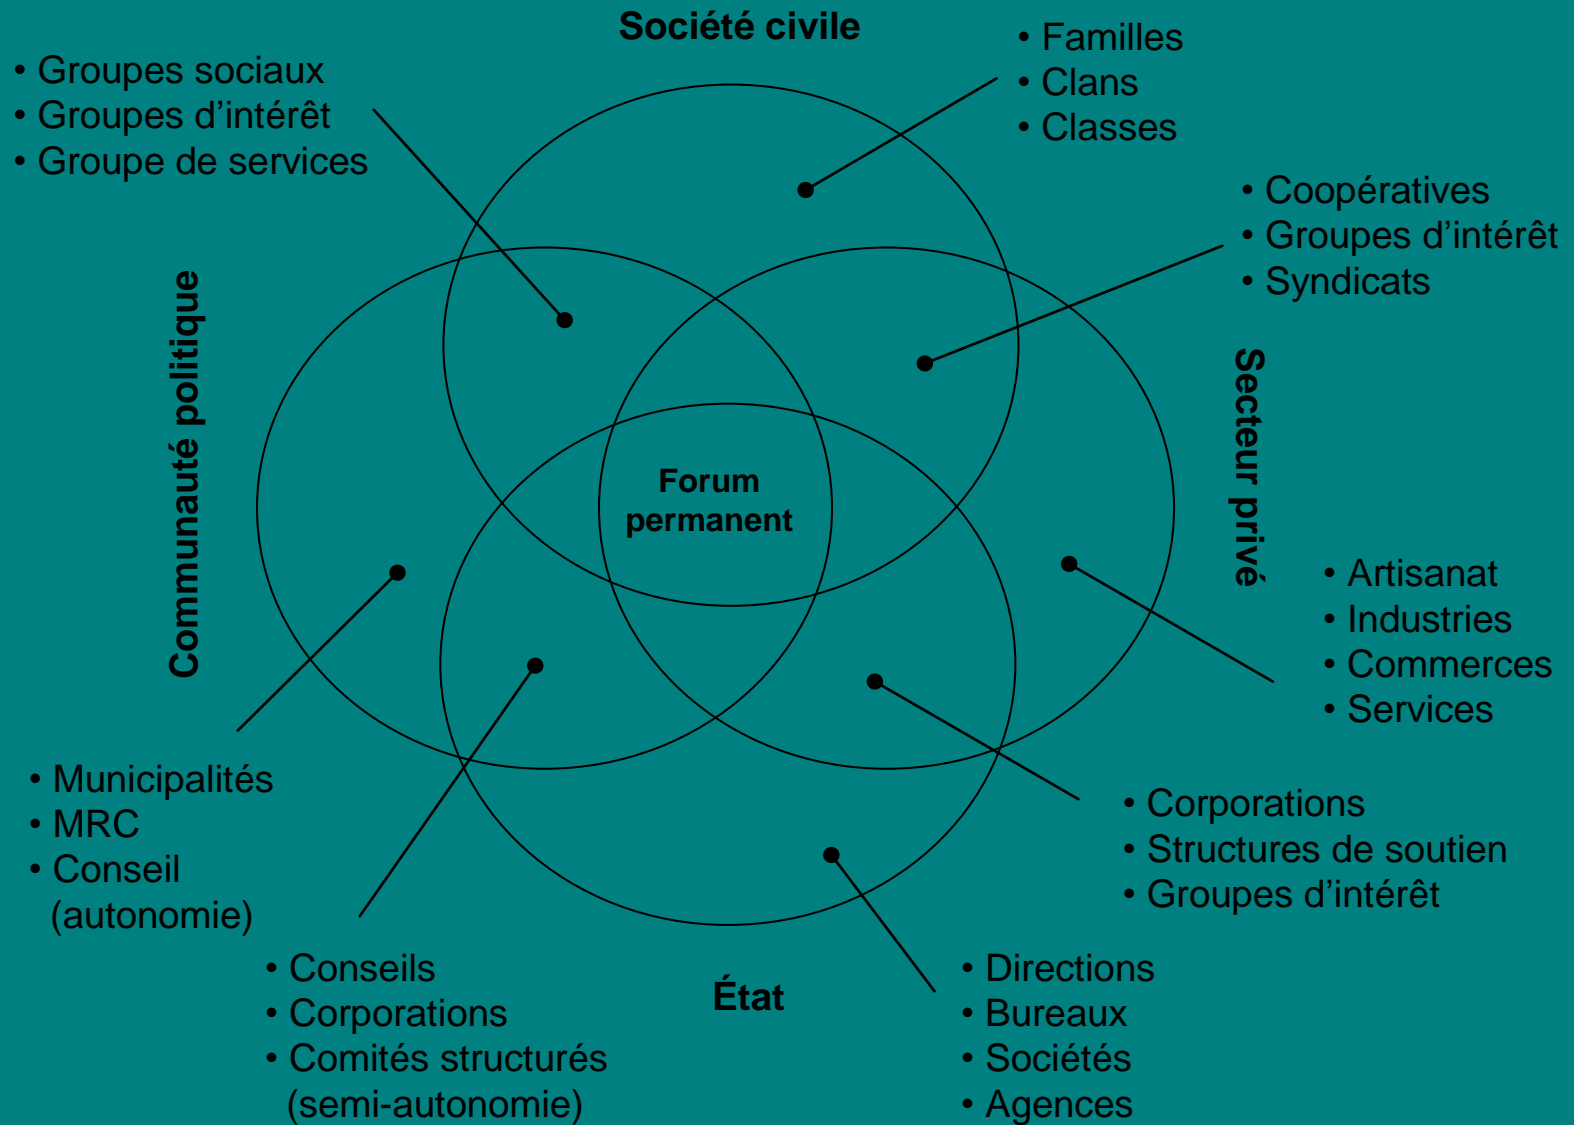 Société civile
• Groupes sociaux
• Groupes d'intérêt
• Groupe de services
• Familles
• Clans
• Classes
• Coopératives
• Groupes d'intérêt
• Syndicats
Communauté politique
Secteur privé
Forum
permanent
• Artisanat
• Industries
• Commerces
• Services
• Municipalités
• MRC
• Conseil
(autonomie)
• Corporations
• Structures de soutien
• Groupes d'intérêt
• Conseils
• Corporations
• Comités structurés
(semi-autonomie)
État
• Directions
• Bureaux
• Sociétés
• Agences